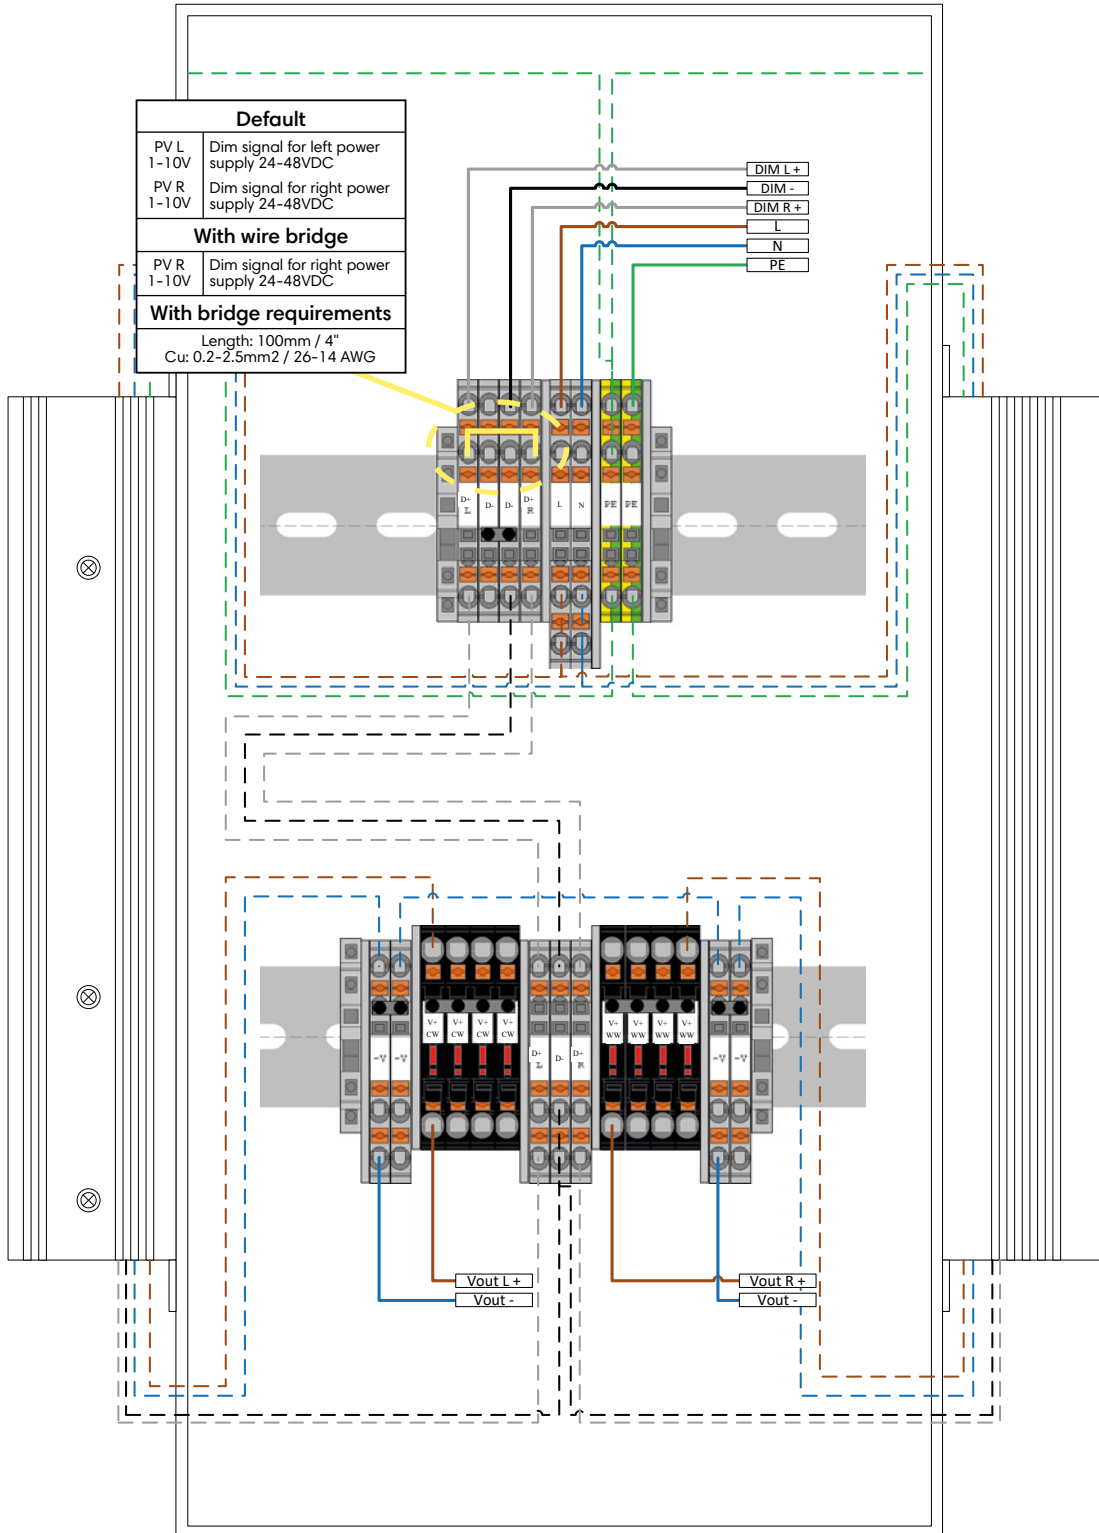 Default
PV L
1-10V
Dim signal for left power
supply 24-48VDC
PV R
1-10V
Dim signal for right power
supply 24-48VDC
With wire bridge
PV R
1-10V
Dim signal for right power
supply 24-48VDC
With bridge requirements
Length: 100mm / 4"
Cu: 0.2-2.5mm2 / 26-14 AWG
DIM L +
DIM -
DIM R +
L
N
PE
D+
L
D-
D-
D+
R
L
N
PE
PE
-V
-V
V+
CW
V+
CW
V+
CW
V+
CW
D+
L
D-
D+
R
V+
WW
V+
WW
V+
WW
V+
WW
-V
-V
Vout L +
Vout -
Vout R +
Vout -